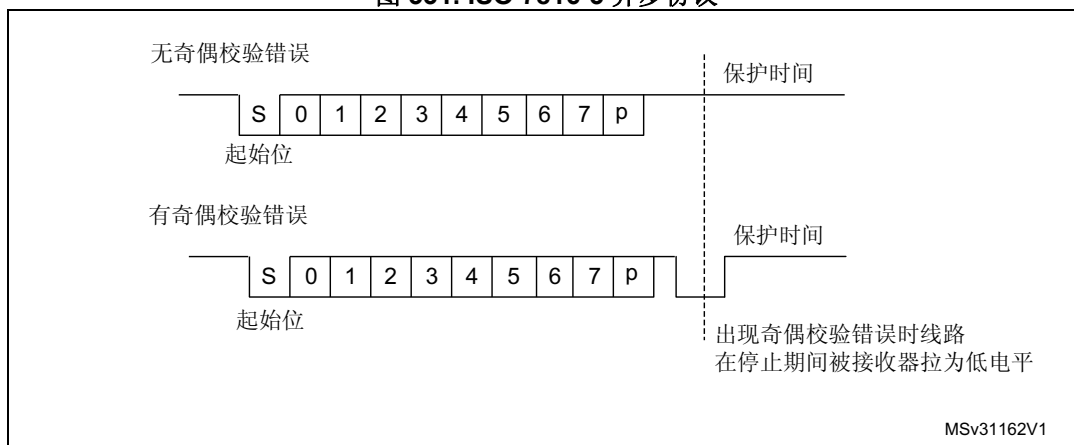 无奇偶校验错误
保护时间
S 0 1 2 3 4 5 6 7 p
起始位
有奇偶校验错误
保护时间
S 0 1 2 3 4 5 6 7 p
起始位
出现奇偶校验错误时线路
在停止期间被接收器拉为低电平
MSv31162V1